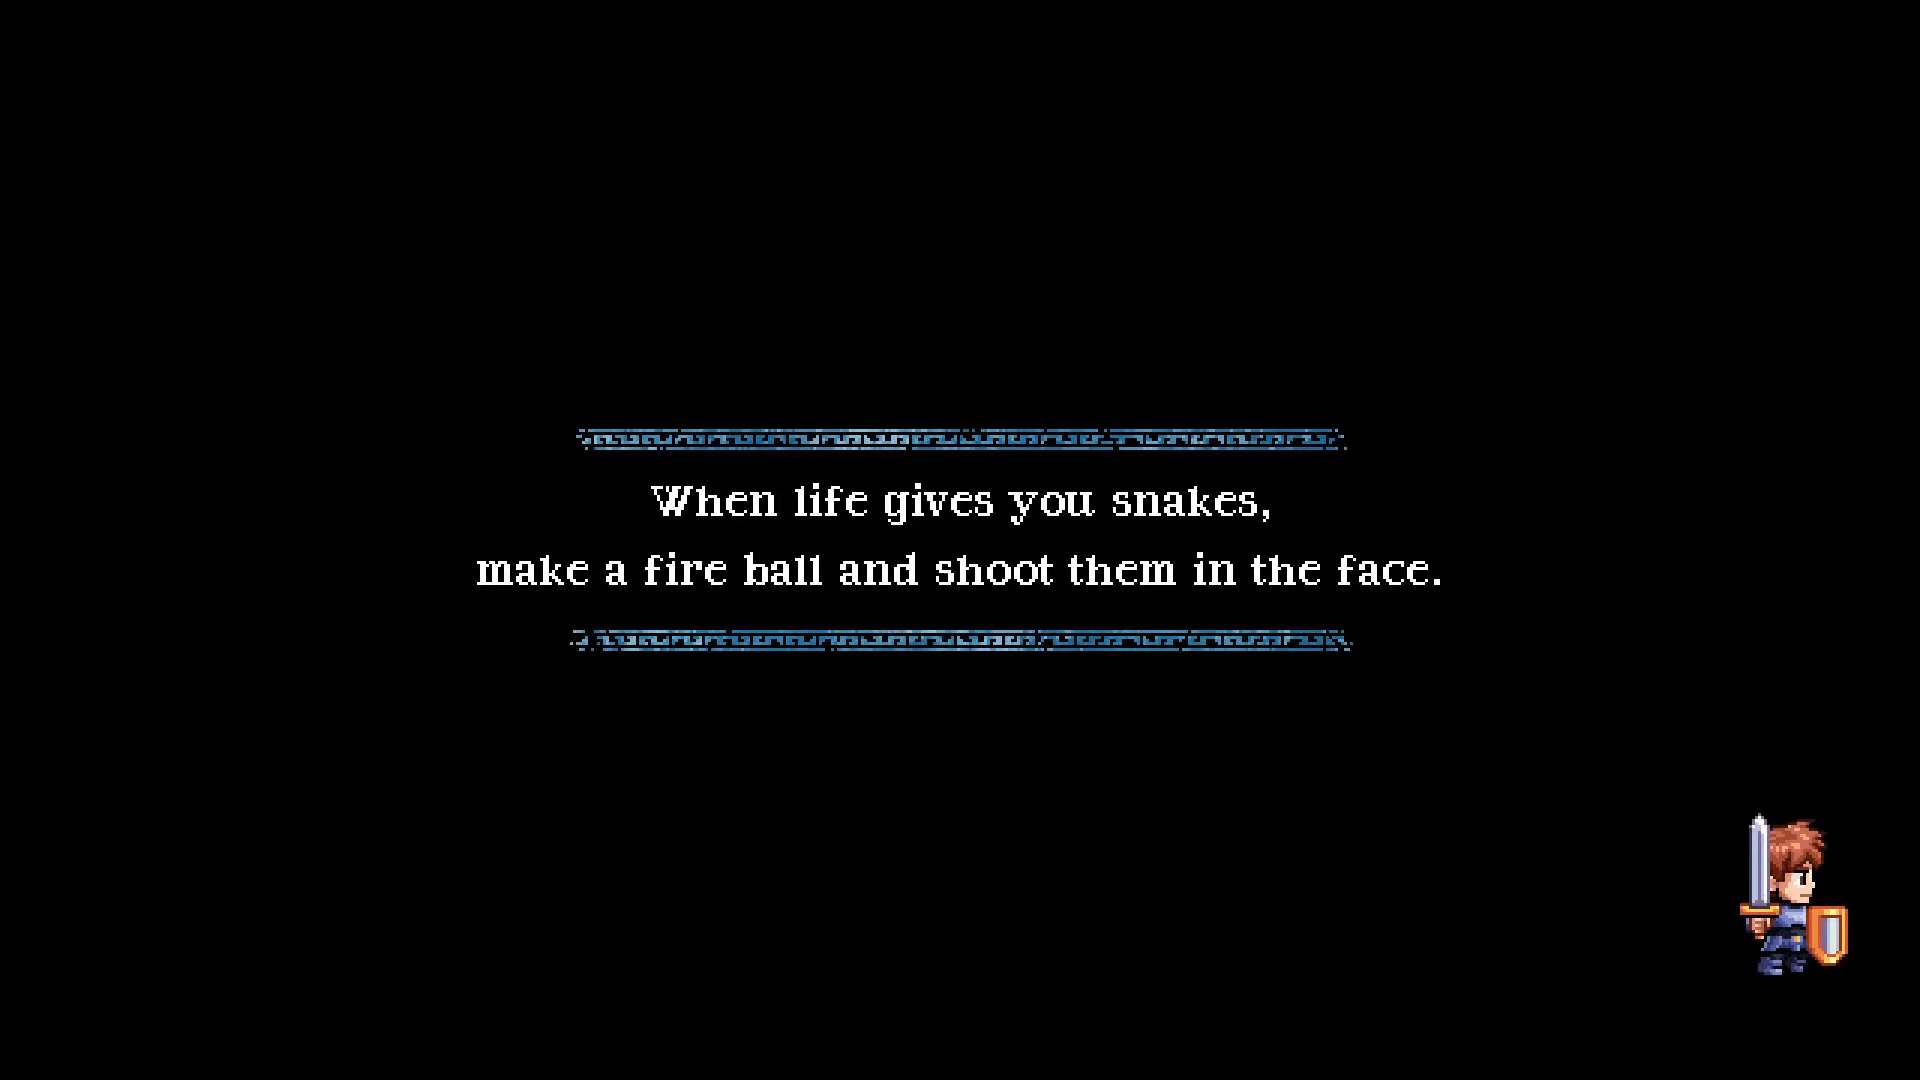 When life gives you snakes,
make a fire ball and shoot them in the face.